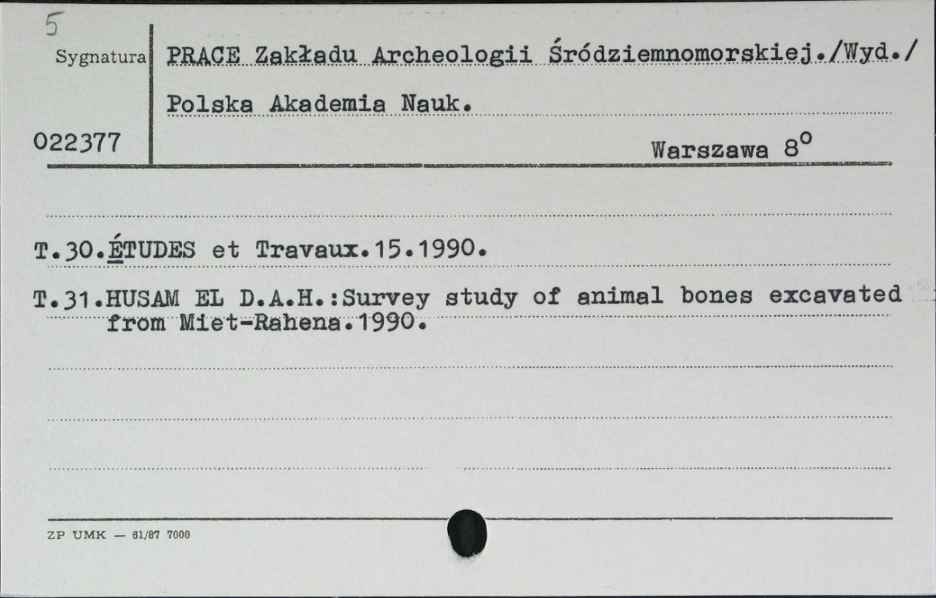 5
Sygnatura
PRACE Zakładu Archeologii Śródziemnomorskiej./Wyd./
Polska Akademia Nauk.
022377
Warszawa 8°
T.30.ÉTUDES et Travaux.15.1990.
T.31.HUSAM EL D.A.H.:Survey study of animal bones excavated
from Miet-Rahena.1990.
ZP UMK — 61/87 7000